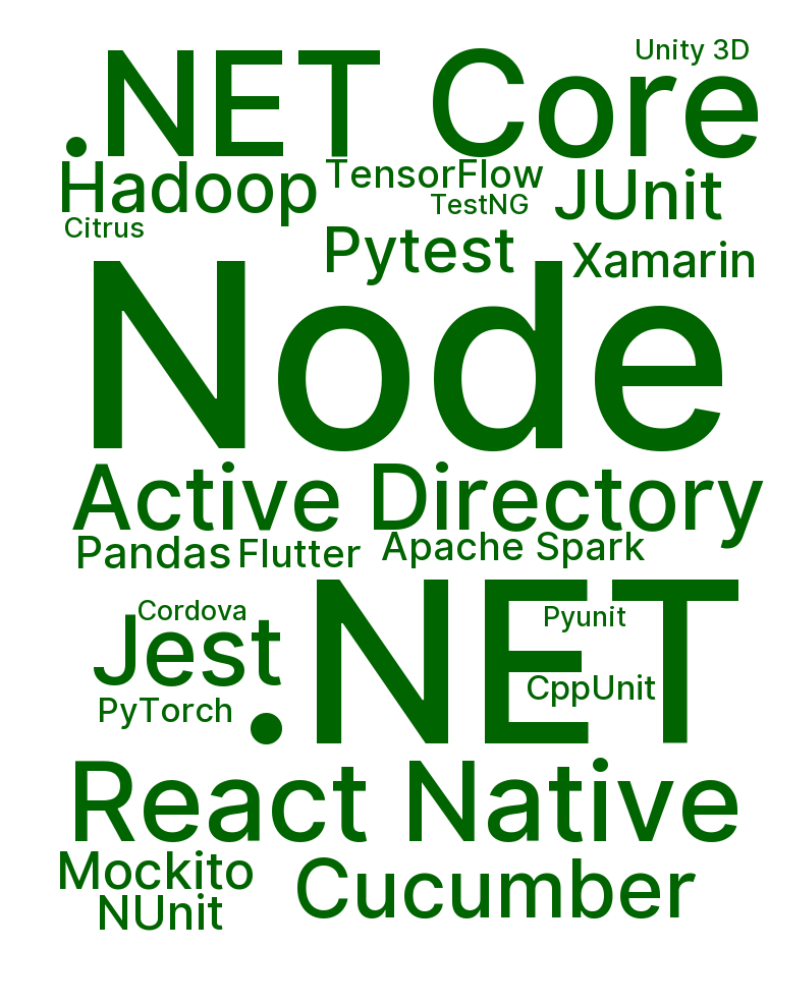 Unity 3D
.NET Core
Hadoop
TensorFlow
JUnit
TestNG
Citrus
Pytest
Xamarin
Node
Active Directory
Pandas
Flutter
Apache Spark
Cordova
Pyunit
Jest
.NET
CppUnit
PyTorch
React Native
Mockito
Cucumber
NUnit